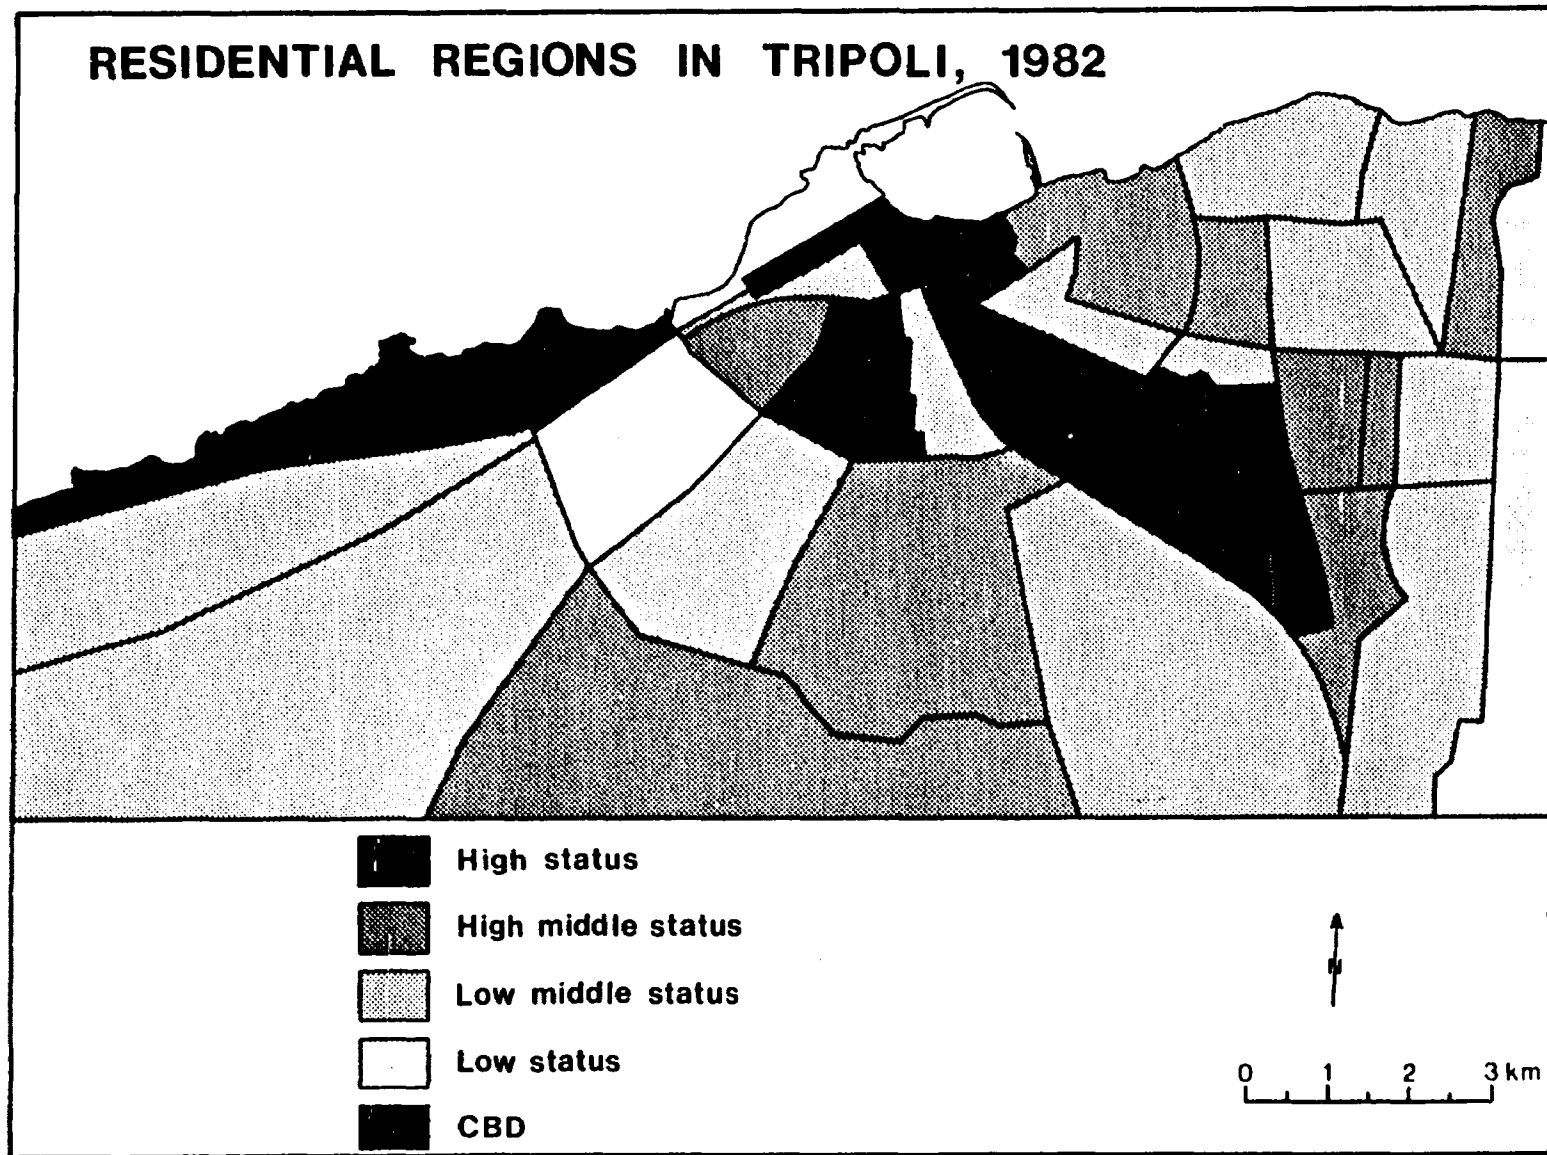 RESIDENTIAL REGIONS IN TRIPOLI, 1982
High status
High middle status
Low middle status
Low status
CBD
N
0 1 2 3 km